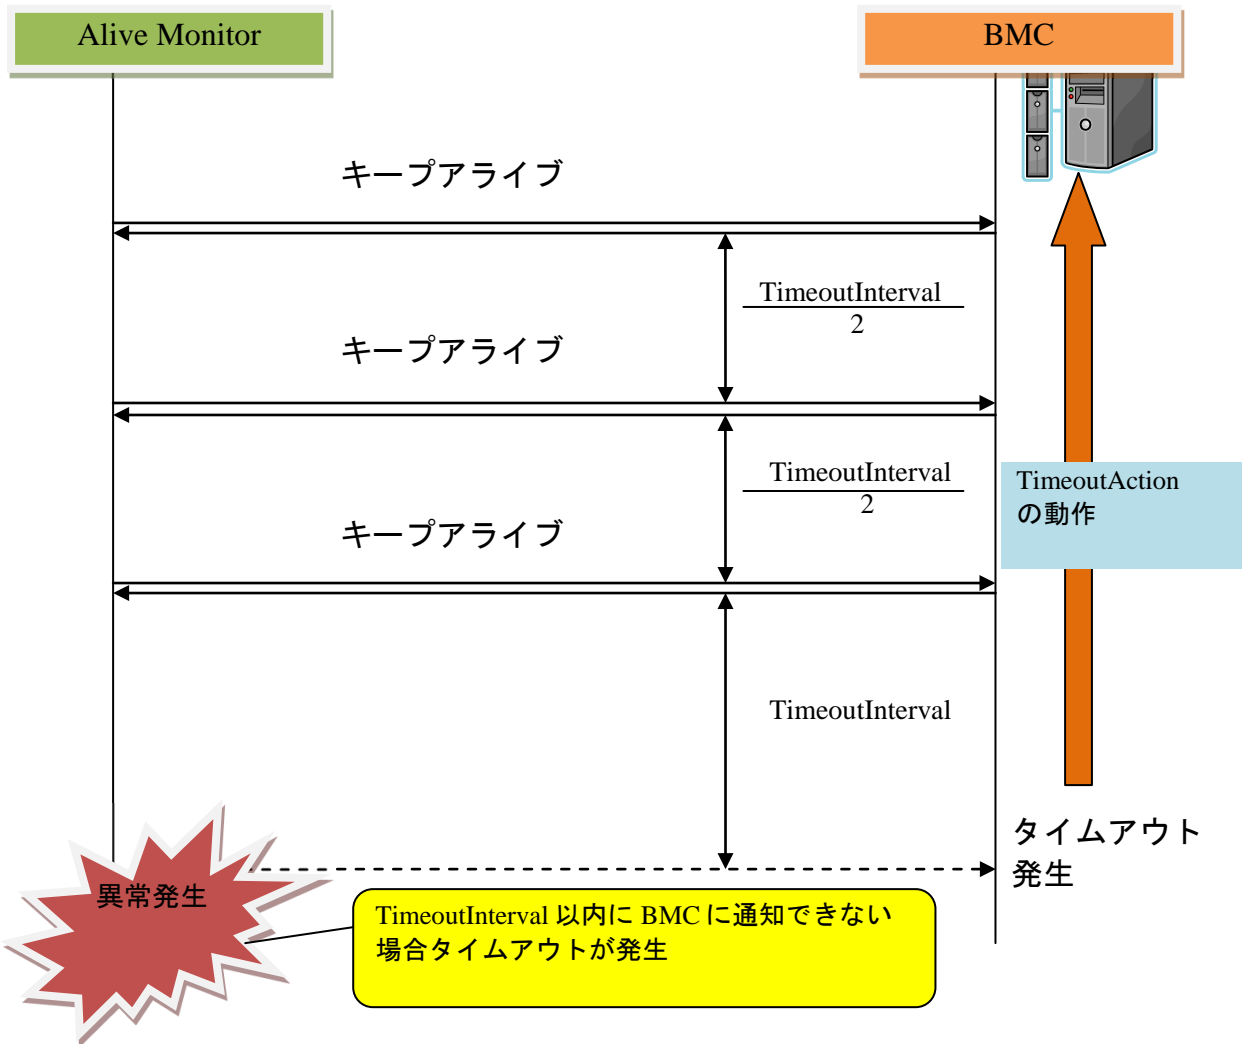 Alive Monitor
BMC
キープアライブ
TimeoutInterval
2
キープアライブ
TimeoutInterval
2
TimeoutAction
の動作
キープアライブ
TimeoutInterval
タイムアウト
発生
異常発生
TimeoutInterval 以内に BMC に通知できない
場合タイムアウトが発生